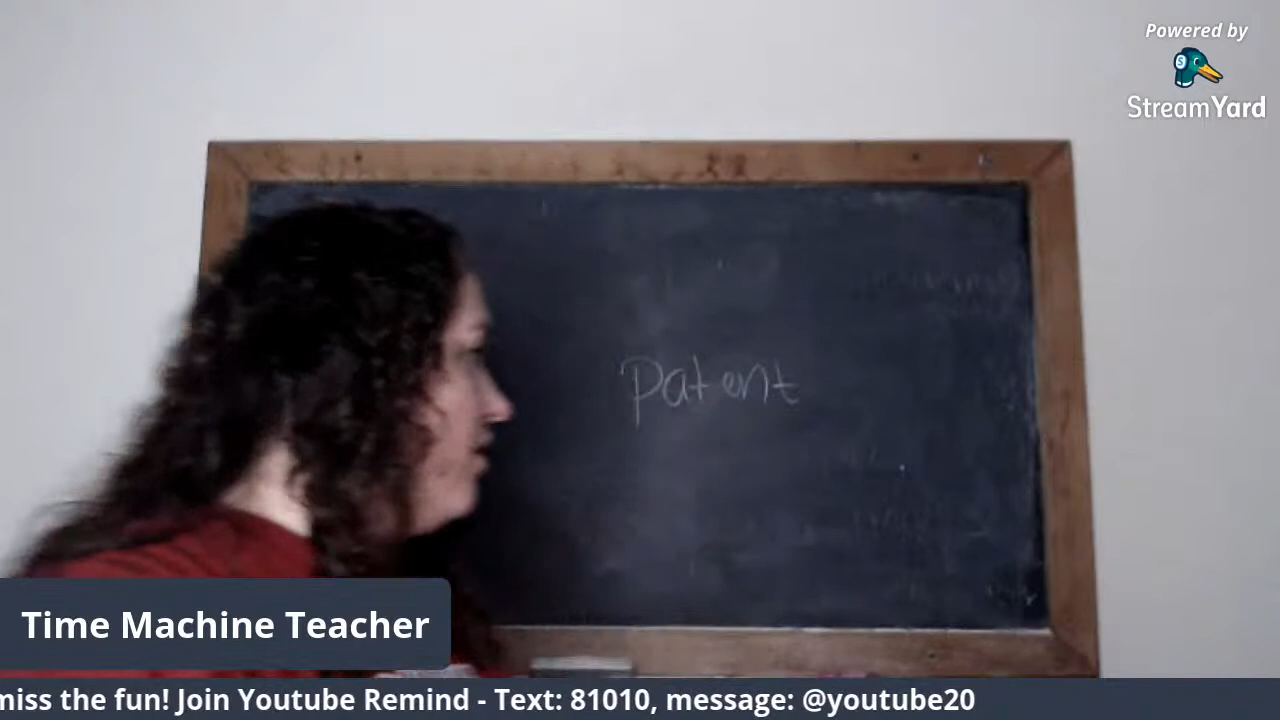 Powered by
StreamYard
Patent
Time Machine Teacher
miss the fun! Join Youtube Remind - Text: 81010, message: @youtube20